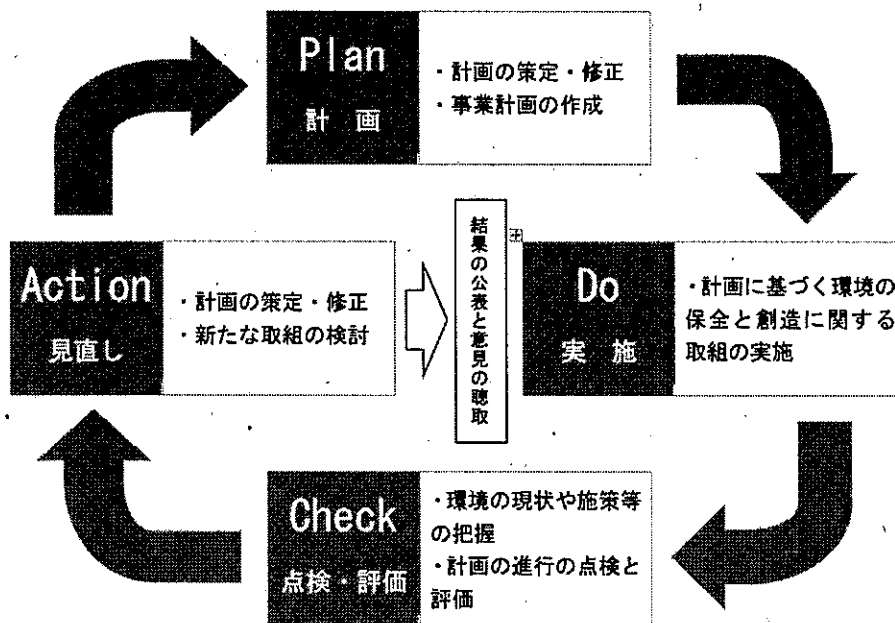 Plan
計 画
・計画の策定・修正
・事業計画の作成
Action
見直し
・計画の策定・修正
・新たな取組の検討
結果の公表と意見の聴取
Do
実 施
・計画に基づく環境の
保全と創造に関する
取組の実施
Check
点検・評価
・環境の現状や施策等
の把握
・計画の進行の点検と
評価